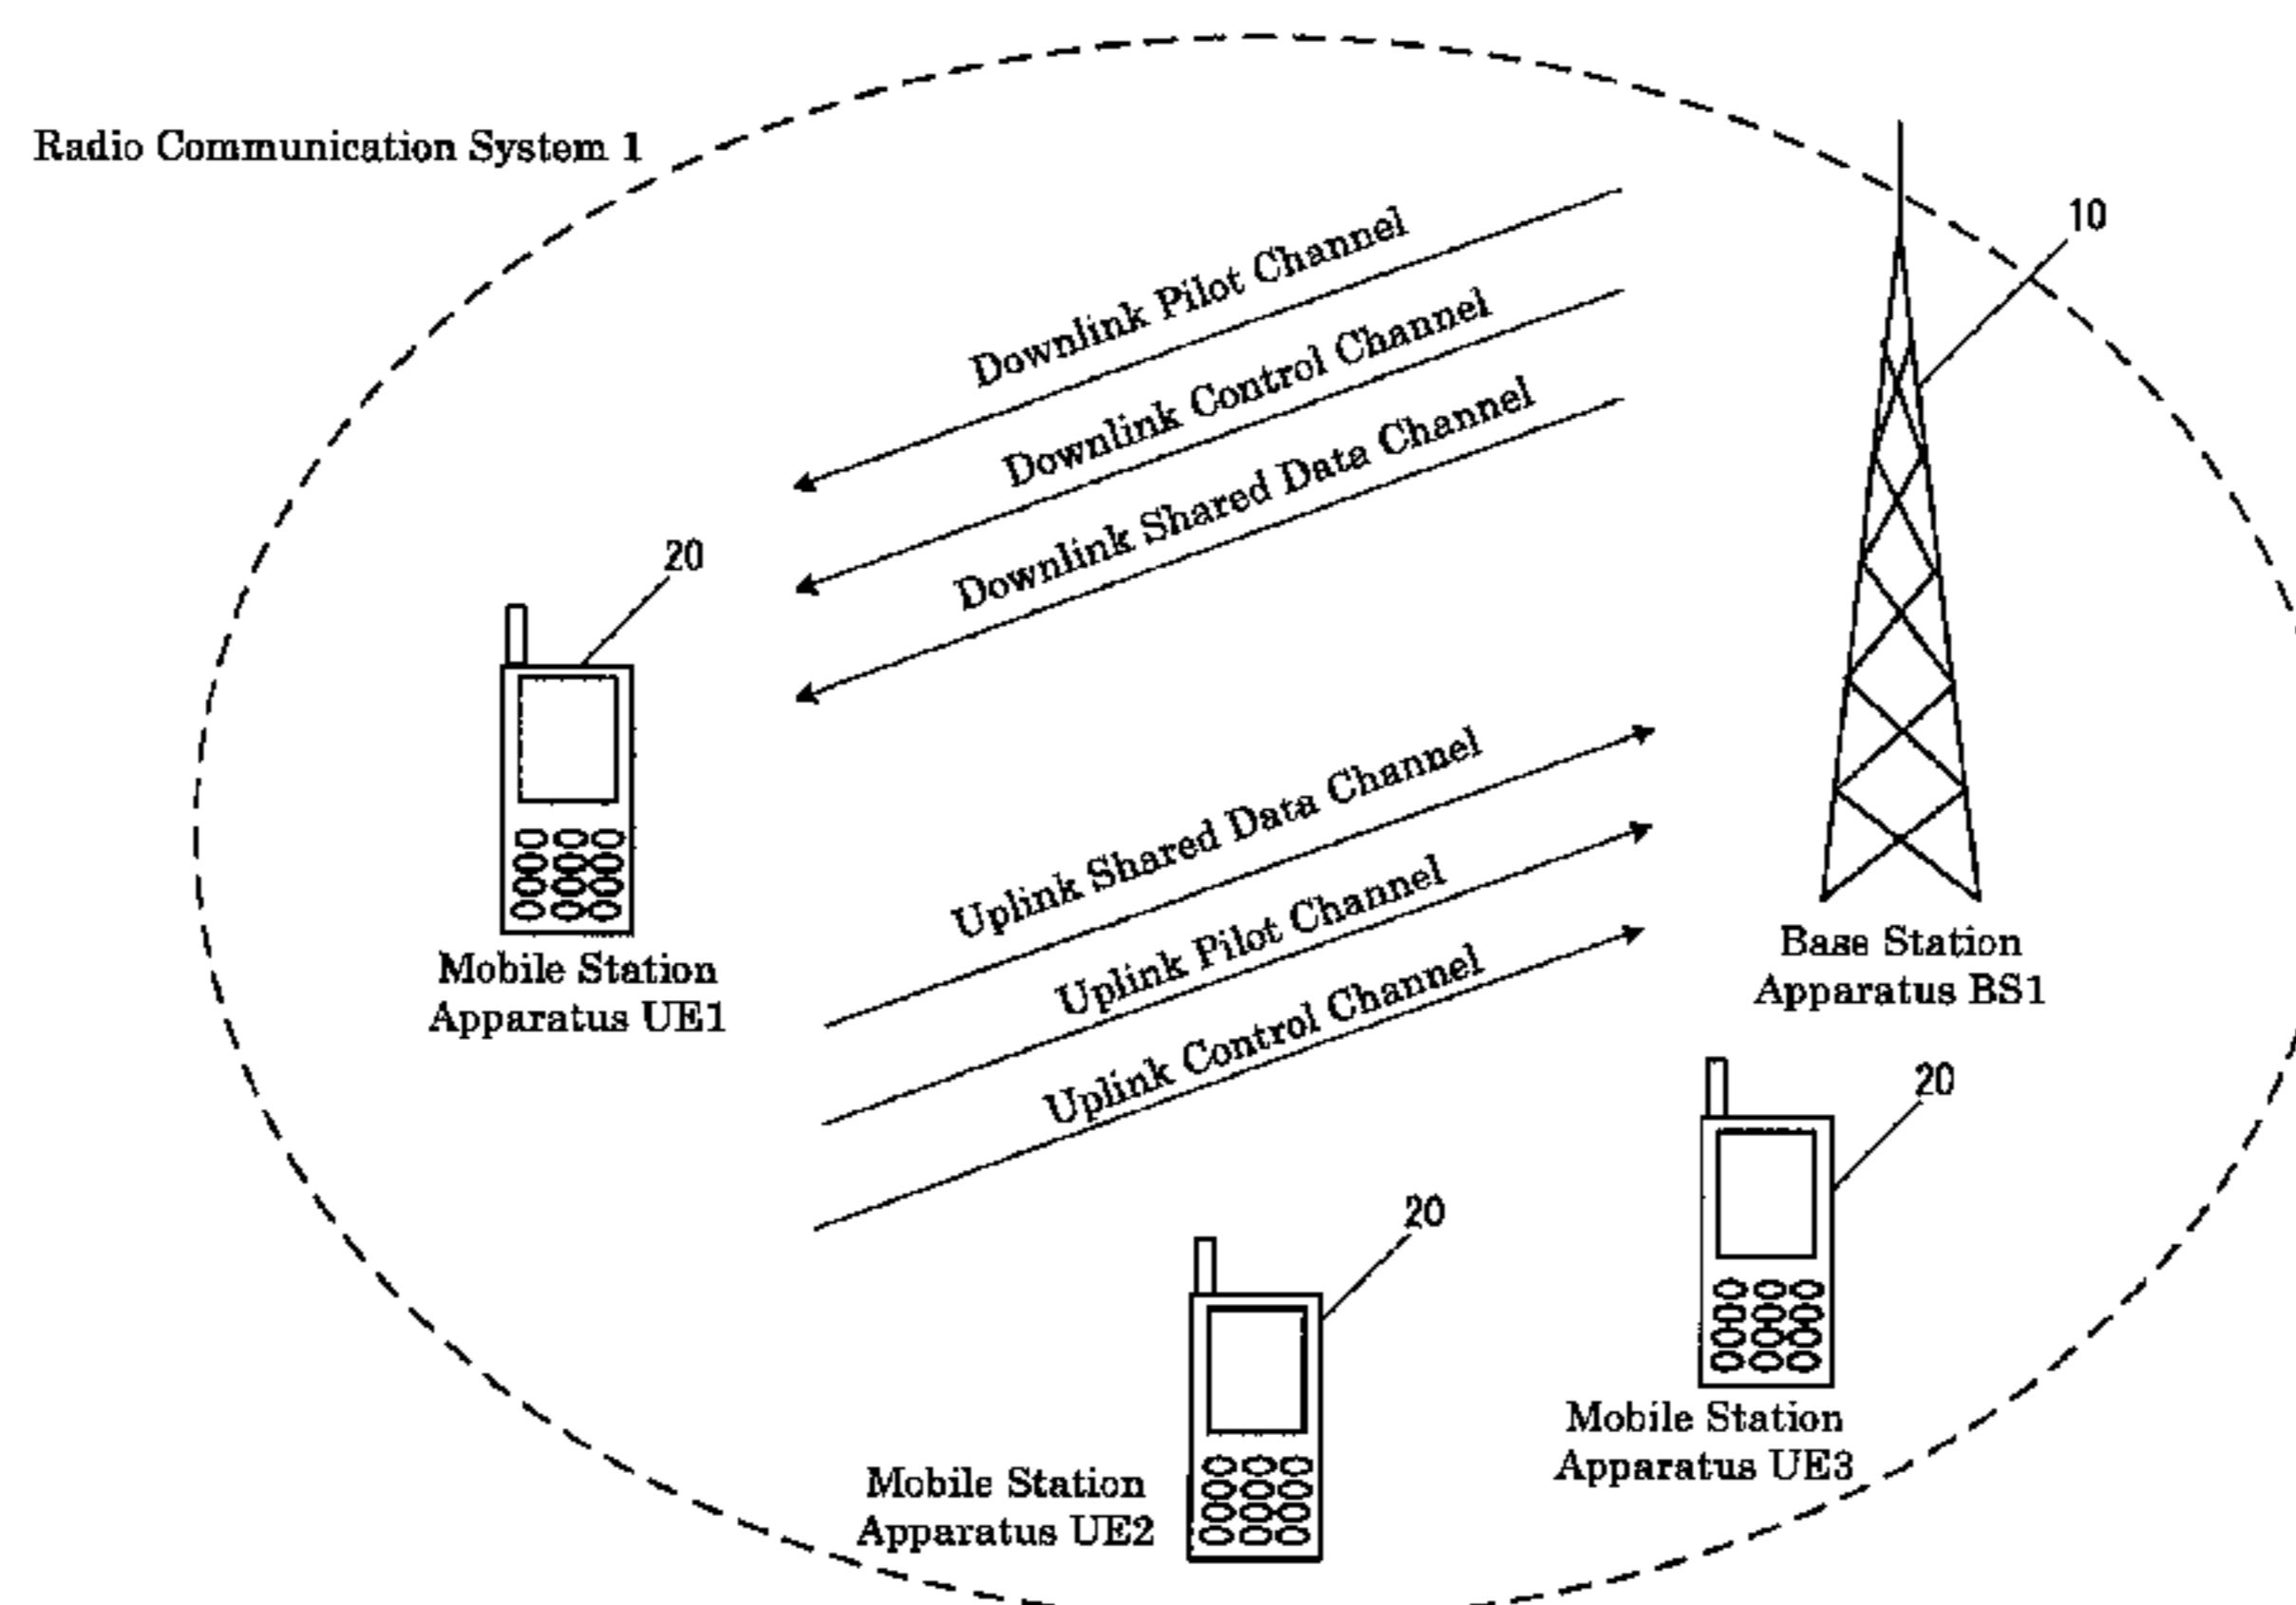 Radio Communication System 1
10
Downlink Pilot Channel
Downlink Control Channel
Downlink Shared Data Channel
20
Mobile Station
Apparatus UE1
Uplink Shared Data Channel
Uplink Pilot Channel
Uplink Control Channel
Base Station
Apparatus BS1
20
Mobile Station
Apparatus UE3
20
Mobile Station
Apparatus UE2